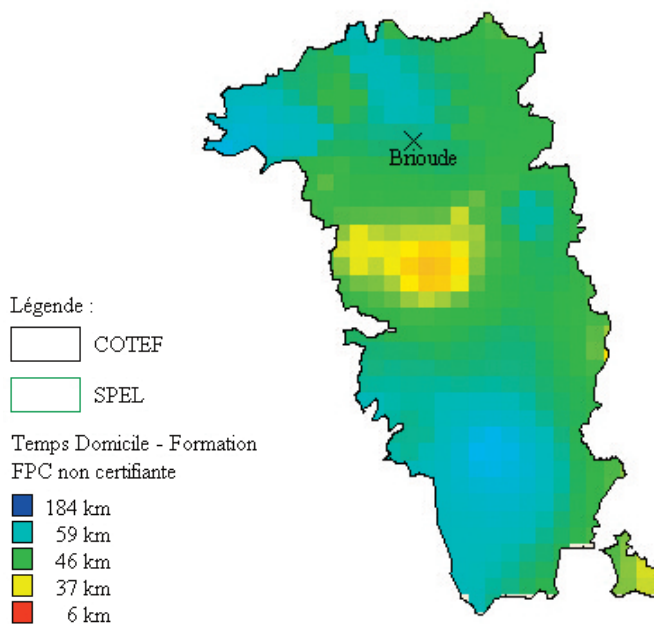 Brioude
Légende :
COTEF
SPEL
Temps Domicile - Formation
FPC non certifiante
184 km
59 km
46 km
37 km
6 km